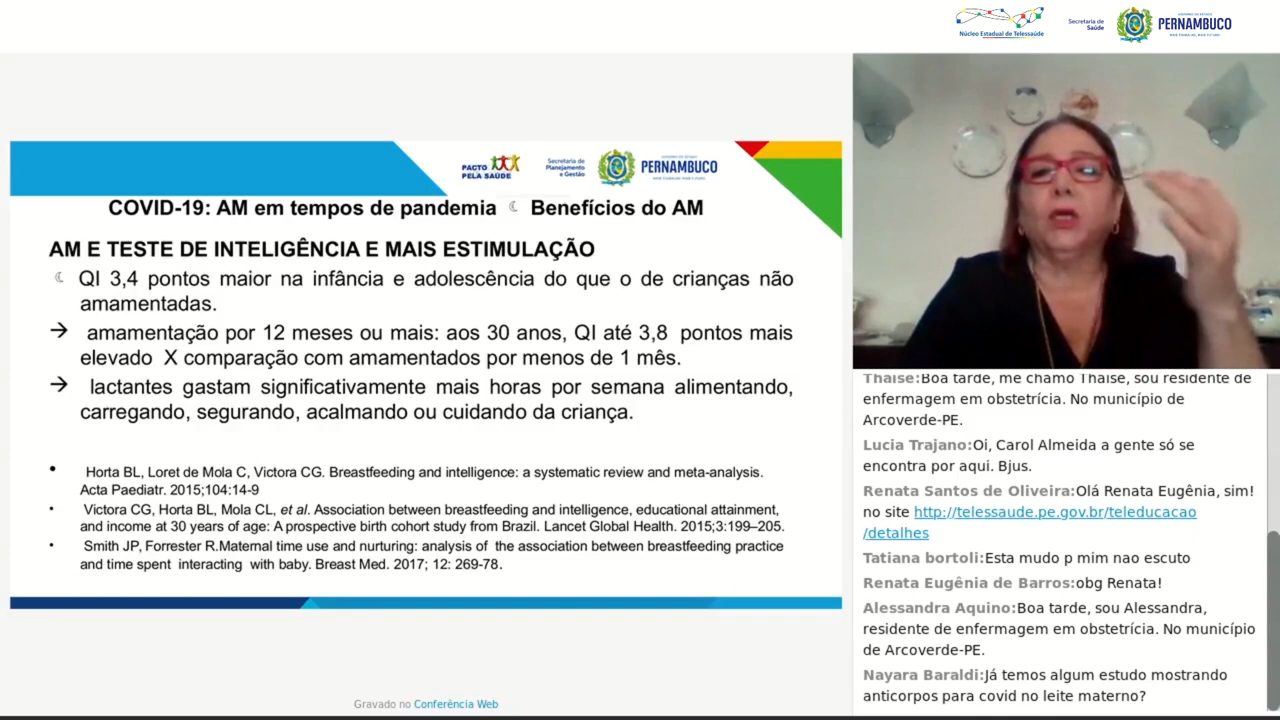 Núcleo Estadual de Telessaúde
Secretaria de
Saúde
GOVERNO DO ESTADO
PERNAMBUCO
MAIS TRABALHO, MAIS FUTURO
PACTO
PELA SAÚDE
Secretaria de
Planejamento
e Gestão
GOVERNO DO ESTADO
PERNAMBUCO
COVID-19: AM em tempos de pandemia ☾ Benefícios do AM
AM E TESTE DE INTELIGÊNCIA E MAIS ESTIMULAÇÃO
☾ QI 3,4 pontos maior na infância e adolescência do que o de crianças não
amamentadas.
→ amamentação por 12 meses ou mais: aos 30 anos, QI até 3,8 pontos mais
elevado X comparação com amamentados por menos de 1 mês.
→ lactantes gastam significativamente mais horas por semana alimentando,
carregando, segurando, acalmando ou cuidando da criança.
• Horta BL, Loret de Mola C, Victora CG. Breastfeeding and intelligence: a systematic review and meta-analysis.
Acta Paediatr. 2015;104:14-9
• Victora CG, Horta BL, Mola CL, et al. Association between breastfeeding and intelligence, educational attainment,
and income at 30 years of age: A prospective birth cohort study from Brazil. Lancet Global Health. 2015;3:199–205.
• Smith JP, Forrester R.Maternal time use and nurturing: analysis of the association between breastfeeding practice
and time spent interacting with baby. Breast Med. 2017; 12: 269-78.
Gravado no Conferência Web
Thaise:Boa tarde, me chamo Thaise, sou residente de
enfermagem em obstetrícia. No município de
Arcoverde-PE.
Lucia Trajano:Oi, Carol Almeida a gente só se
encontra por aqui. Bjus.
Renata Santos de Oliveira:Olá Renata Eugênia, sim!
no site http://telessaude.pe.gov.br/teleducacao
/detalhes
Tatiana bortoli:Esta mudo p mim nao escuto
Renata Eugênia de Barros:obg Renata!
Alessandra Aquino:Boa tarde, sou Alessandra,
residente de enfermagem em obstetrícia. No município
de Arcoverde-PE.
Nayara Baraldi:Já temos algum estudo mostrando
anticorpos para covid no leite materno?